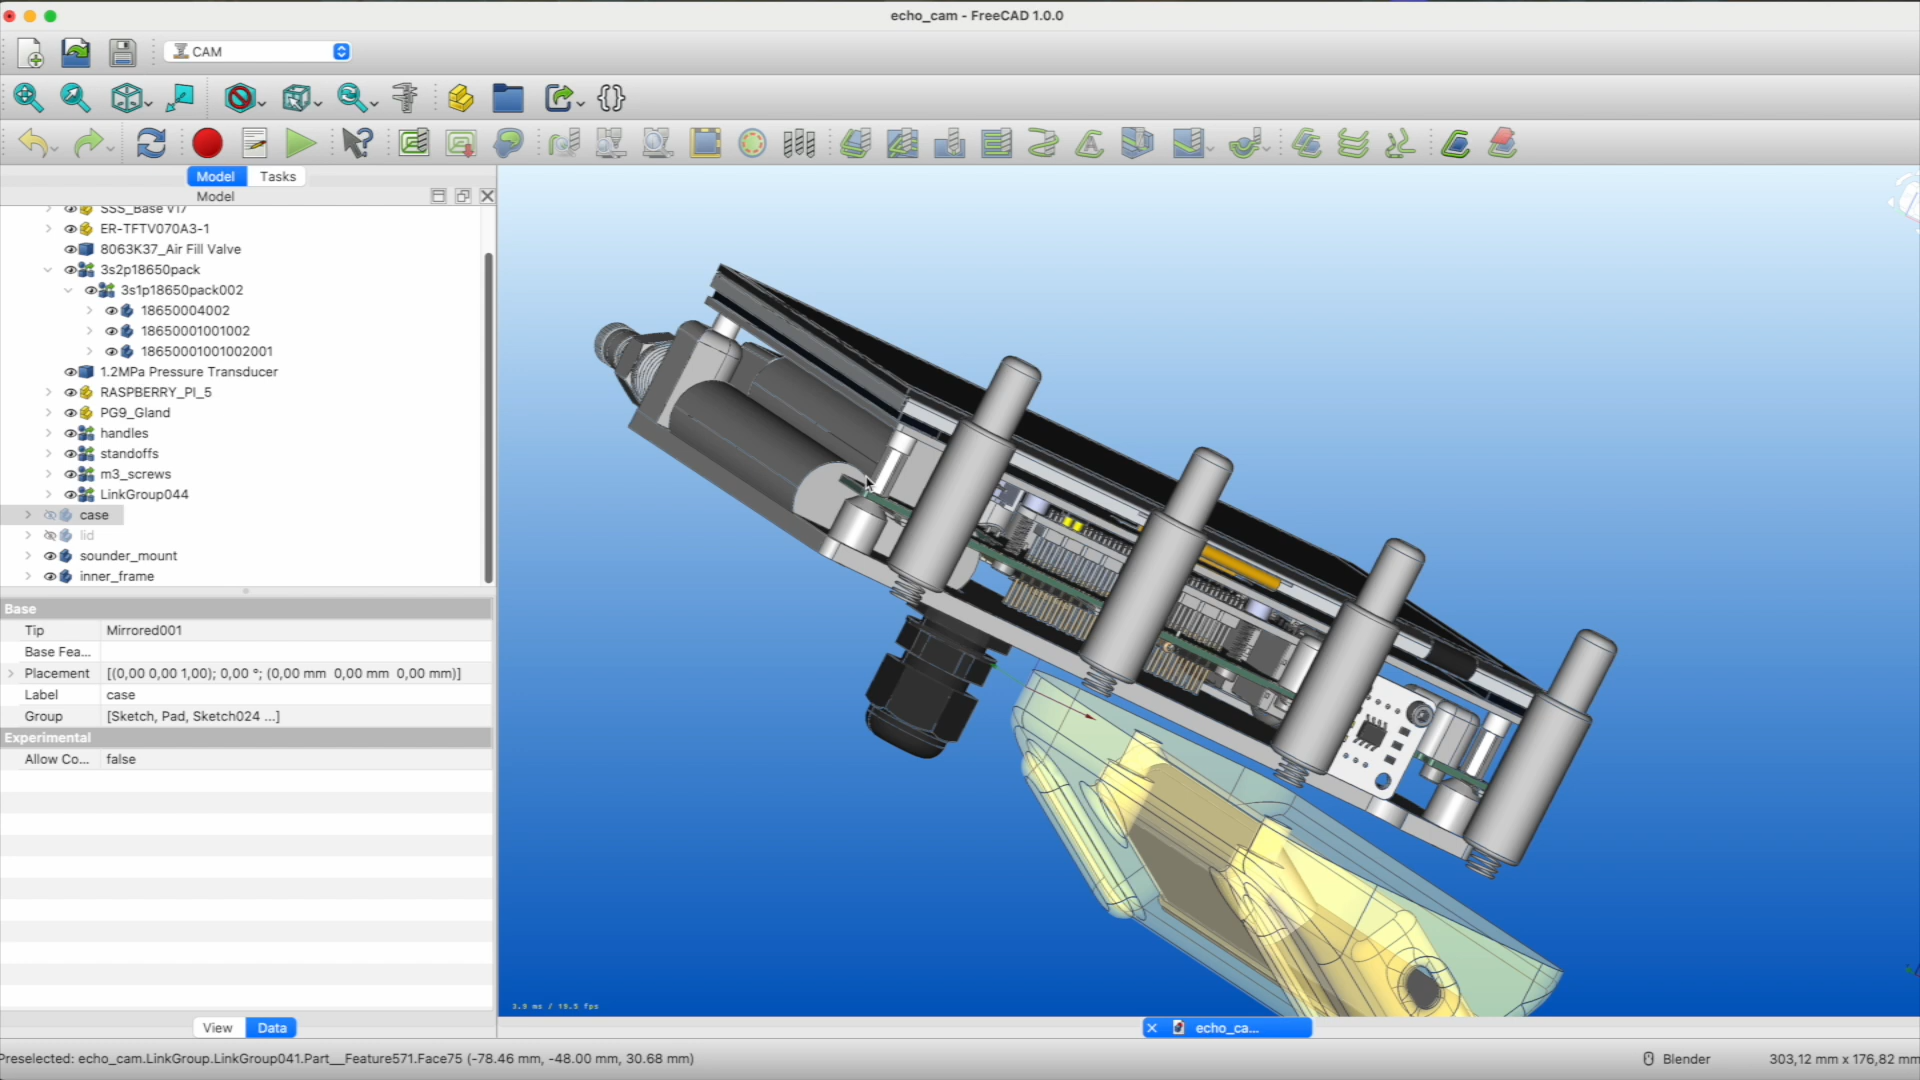 echo_cam - FreeCAD 1.0.0
CAM
Model Tasks
Model
SSS_Base V17
ER-TFTV070A3-1
8063K37_Air Fill Valve
3s2p18650pack
3s1p18650pack002
18650004002
18650001001002
18650001001002001
1.2MPa Pressure Transducer
RASPBERRY_PI_5
PG9_Gland
handles
standoffs
m3_screws
LinkGroup044
case
lid
sounder_mount
inner_frame
Base
Tip Mirrored001
Base Fea...
Placement [(0,00 0,00 1,00); 0,00 °; (0,00 mm 0,00 mm 0,00 mm)]
Label case
Group [Sketch, Pad, Sketch024 ...]
Experimental
Allow Co... false
3.9 ms / 19.5 fps
View Data
echo_ca...
Preselected: echo_cam.LinkGroup.LinkGroup041.Part__Feature571.Face75 (-78.46 mm, -48.00 mm, 30.68 mm)
Blender
303,12 mm x 176,82 mm